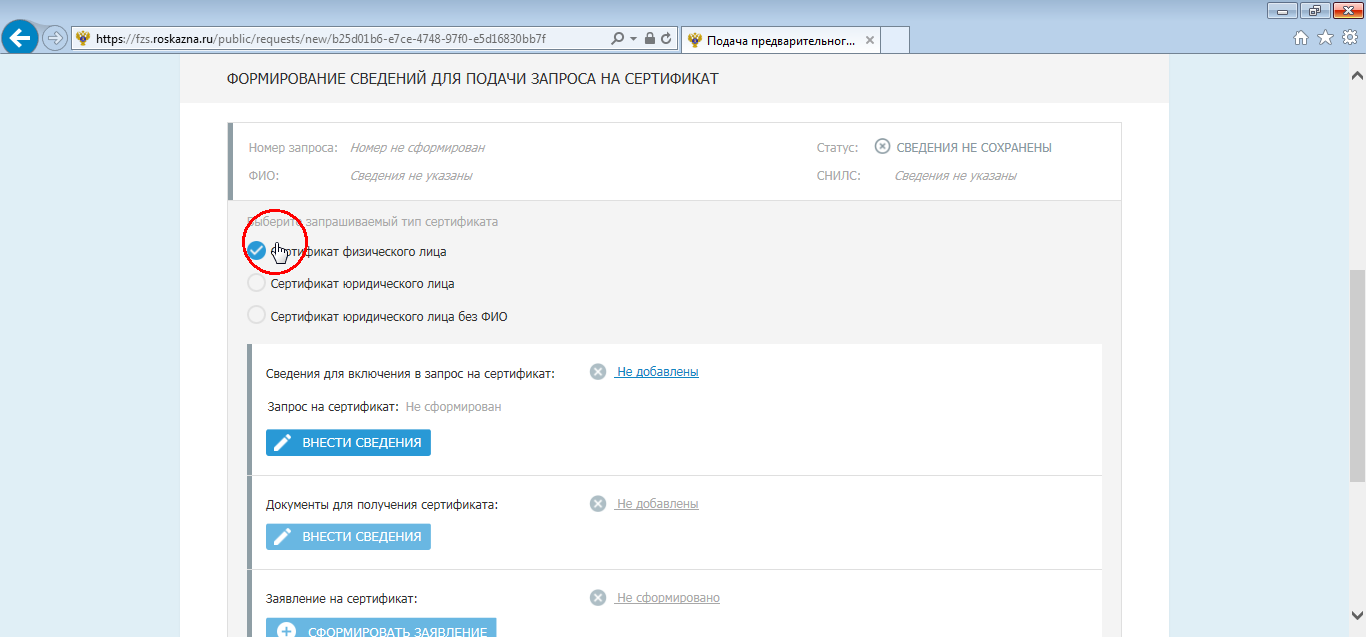 https://fzs.roskazna.ru/public/requests/new/b25d01b6-e7ce-4748-97f0-e5d16830bb7f
Подача предварительног...
ФОРМИРОВАНИЕ СВЕДЕНИЙ ДЛЯ ПОДАЧИ ЗАПРОСА НА СЕРТИФИКАТ
Номер запроса: Номер не сформирован Статус: СВЕДЕНИЯ НЕ СОХРАНЕНЫ
ФИО: Сведения не указаны СНИЛС: Сведения не указаны
Выберите запрашиваемый тип сертификата
Сертификат физического лица
Сертификат юридического лица
Сертификат юридического лица без ФИО
Сведения для включения в запрос на сертификат: Не добавлены
Запрос на сертификат: Не сформирован
ВНЕСТИ СВЕДЕНИЯ
Документы для получения сертификата: Не добавлены
ВНЕСТИ СВЕДЕНИЯ
Заявление на сертификат: Не сформировано
СФОРМИРОВАТЬ ЗАЯВЛЕНИЕ